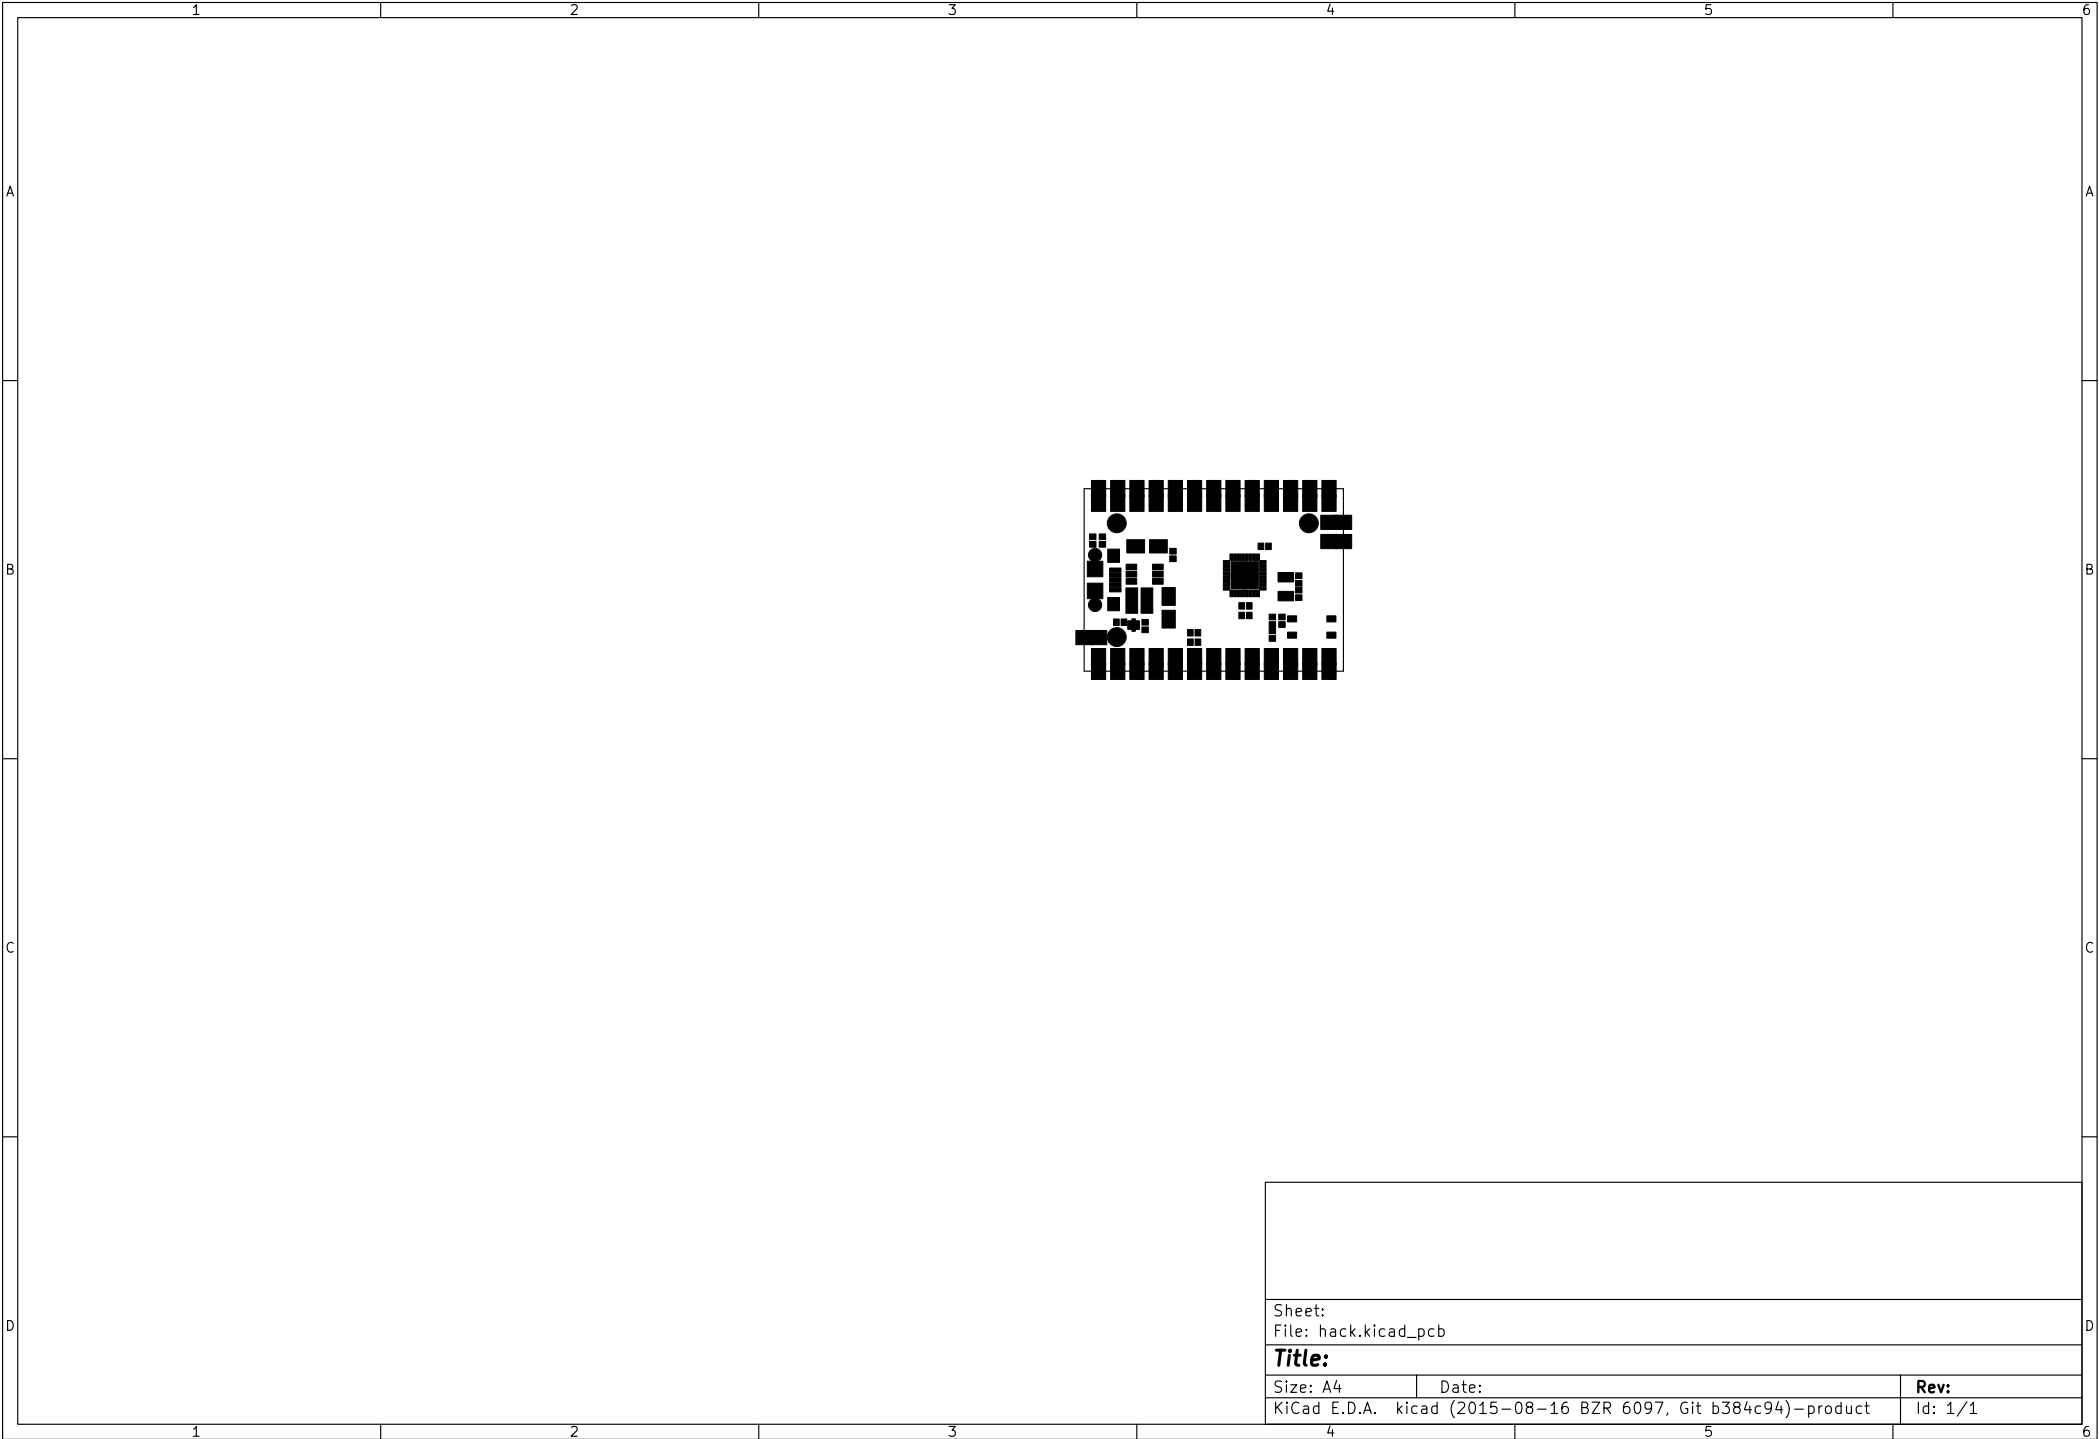 1 2 3 4 5 6
A A
B B
C C
D D
Sheet:
File: hack.kicad_pcb
Title:
Size: A4 Date: Rev:
KiCad E.D.A. kicad (2015-08-16 BZR 6097, Git b384c94)-product Id: 1/1
1 2 3 4 5 6